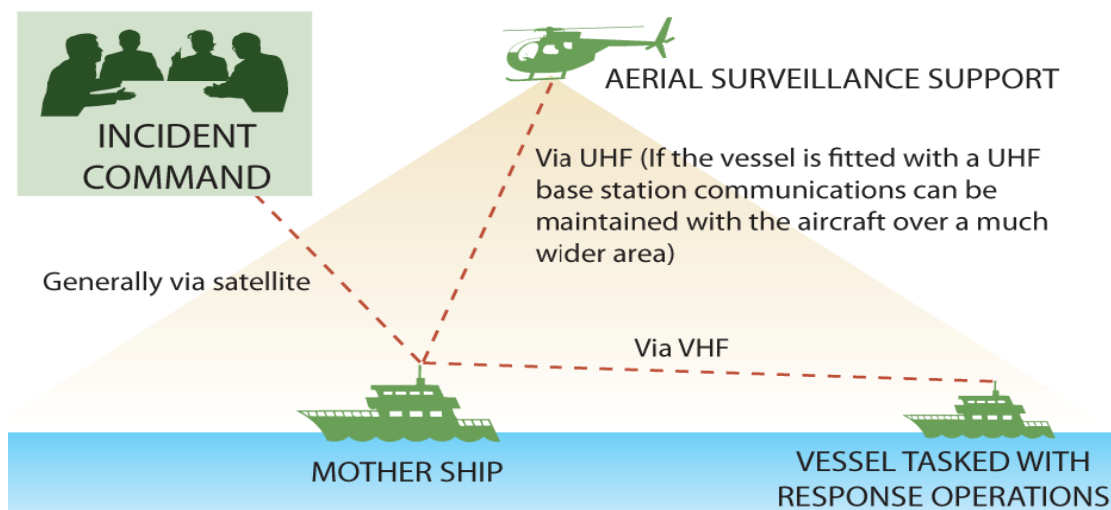 INCIDENT
COMMAND
AERIAL SURVEILLANCE SUPPORT
Via UHF (If the vessel is fitted with a UHF
base station communications can be
maintained with the aircraft over a much
wider area)
Generally via satellite
Via VHF
MOTHER SHIP
VESSEL TASKED WITH
RESPONSE OPERATIONS